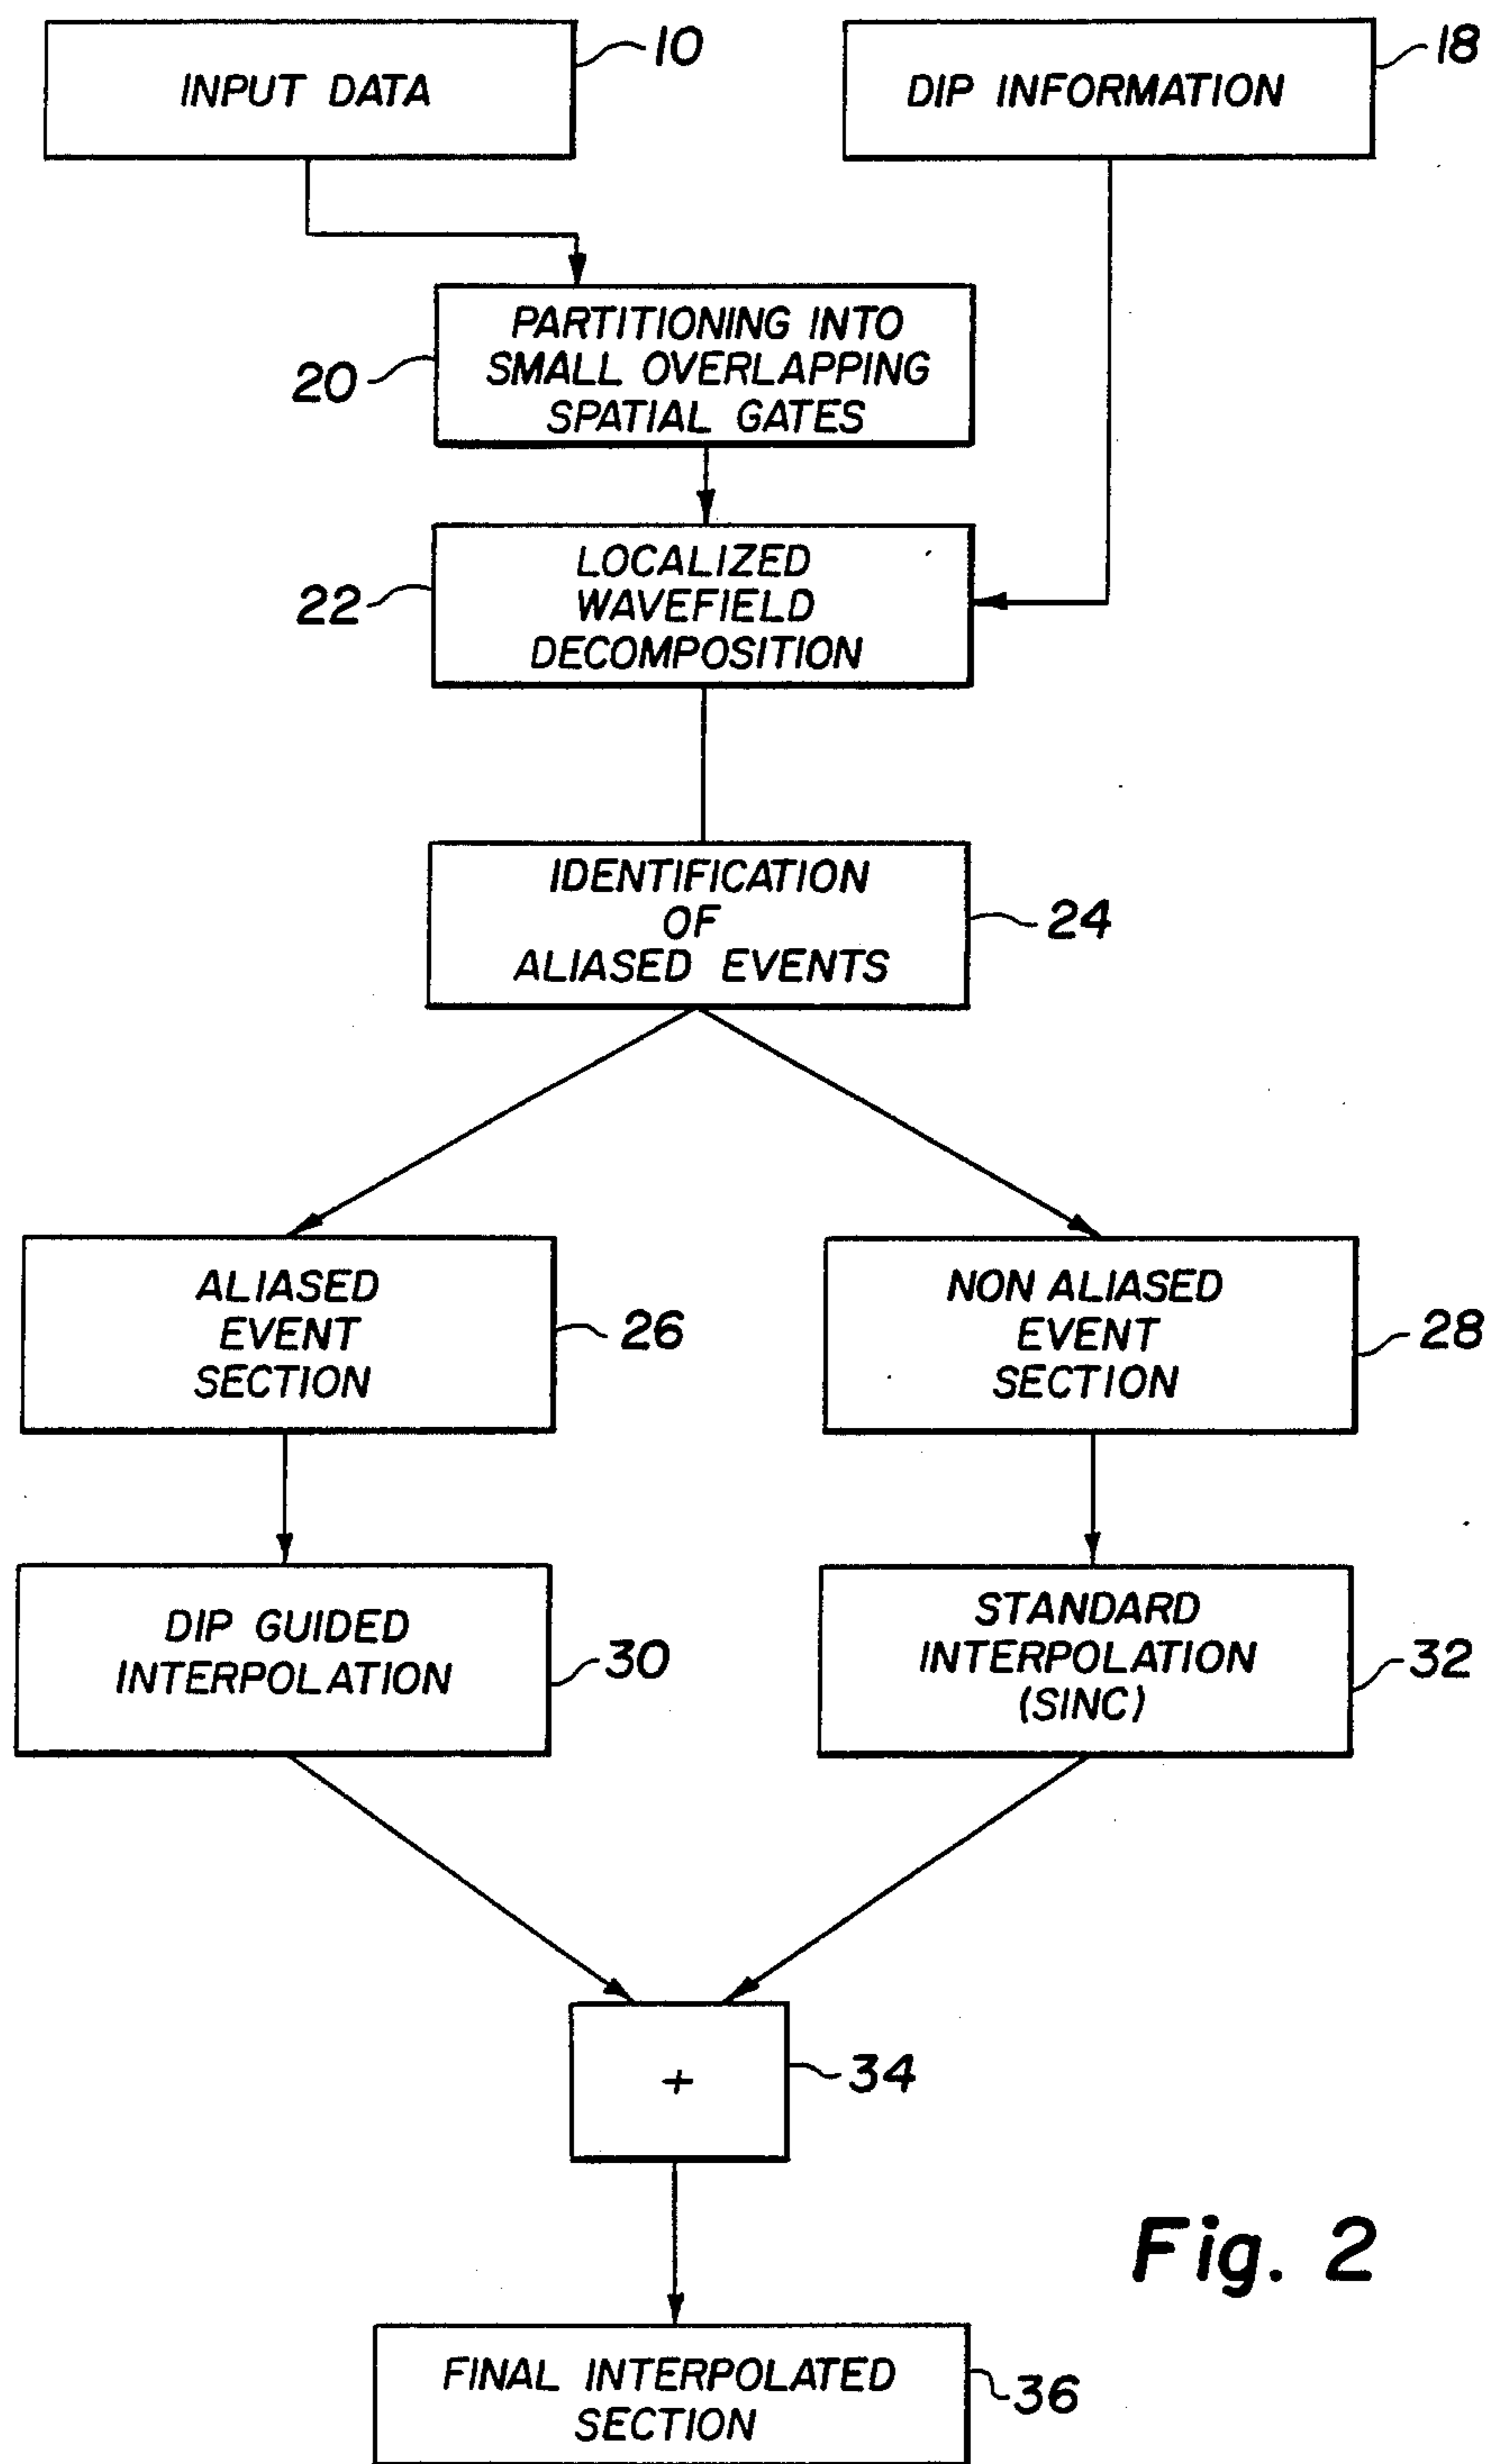 INPUT DATA
10
DIP INFORMATION
18
PARTITIONING INTO
SMALL OVERLAPPING
SPATIAL GATES
20
LOCALIZED
WAVEFIELD
DECOMPOSITION
22
IDENTIFICATION
OF
ALIASED EVENTS
24
ALIASED
EVENT
SECTION
26
NON ALIASED
EVENT
SECTION
28
DIP GUIDED
INTERPOLATION
30
STANDARD
INTERPOLATION
(SINC)
32
+
34
Fig. 2
FINAL INTERPOLATED
SECTION
36